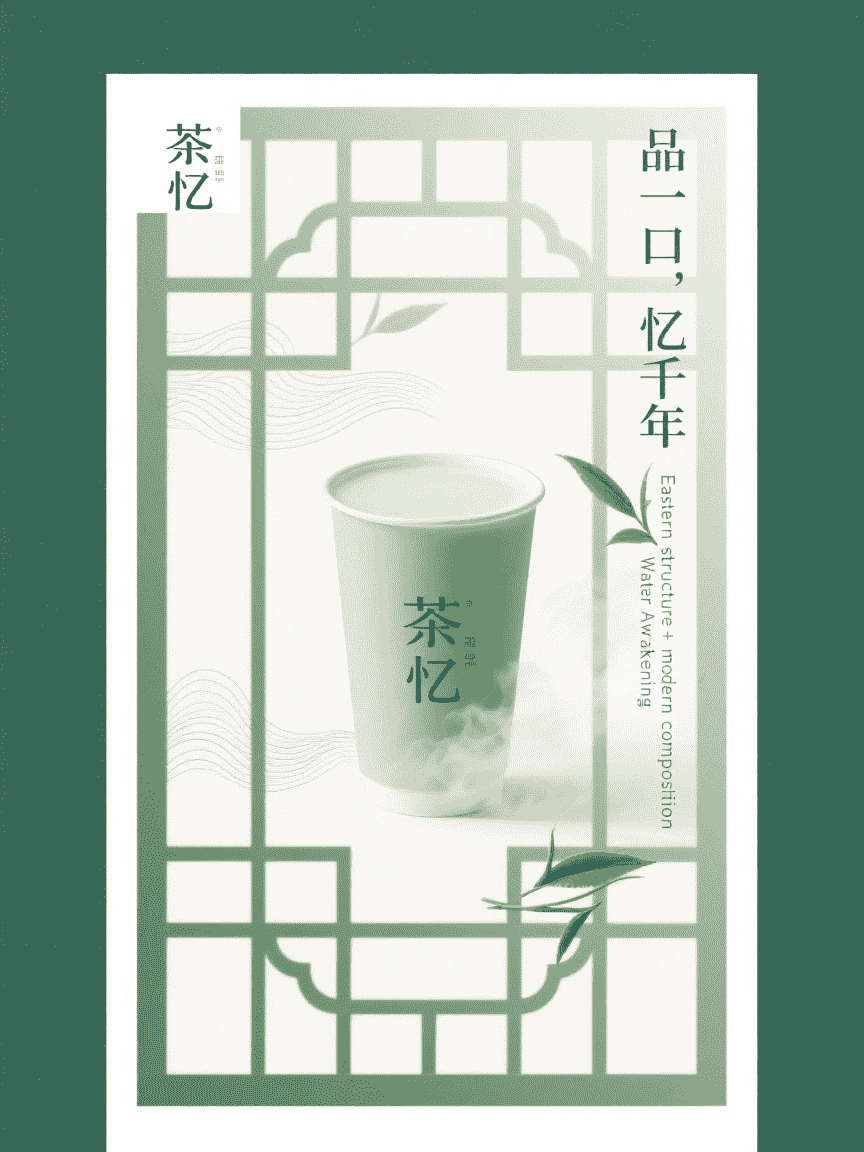 茶忆
品一口，忆千年
Eastern structure + modern composition
Water Awakening
茶忆